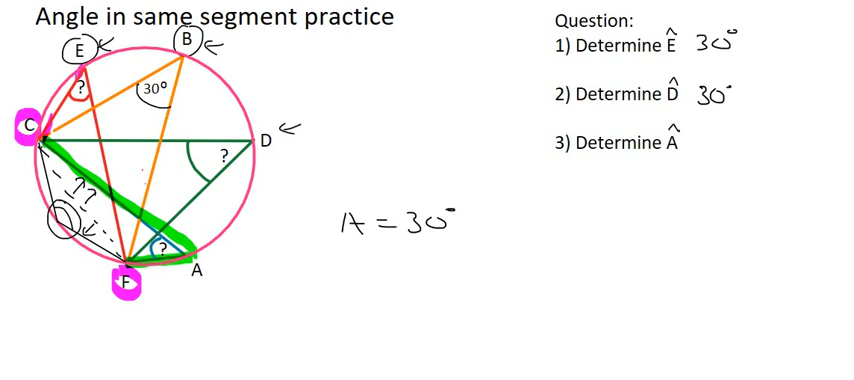 Angle in same segment practice
Question:
1) Determine Ê 30°
2) Determine D̂ 30°
3) Determine Â
E
B
?
30°
C
D
?
??
A = 30°
?
A
F